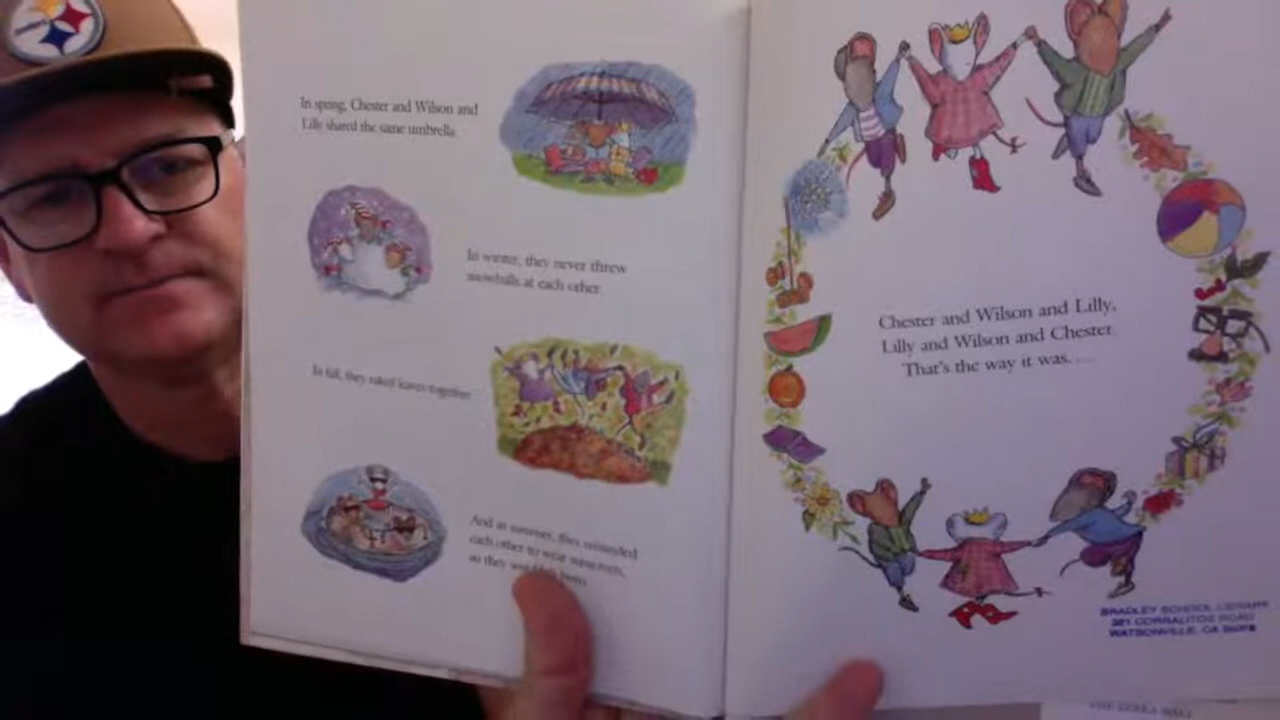 In spring, Chester and Wilson and
Lilly shared the same umbrella.
In winter, they never threw
snowballs at each other.
In fall, they raked leaves together.
And in summer, they reminded
each other to wear sunscreen,
so they burn
Chester and Wilson and Lilly,
Lilly and Wilson and Chester.
That's the way it was....
BRADLEY SCHOOL LIBRARY
321 CORRALITOS ROAD
WATSONVILLE, CA